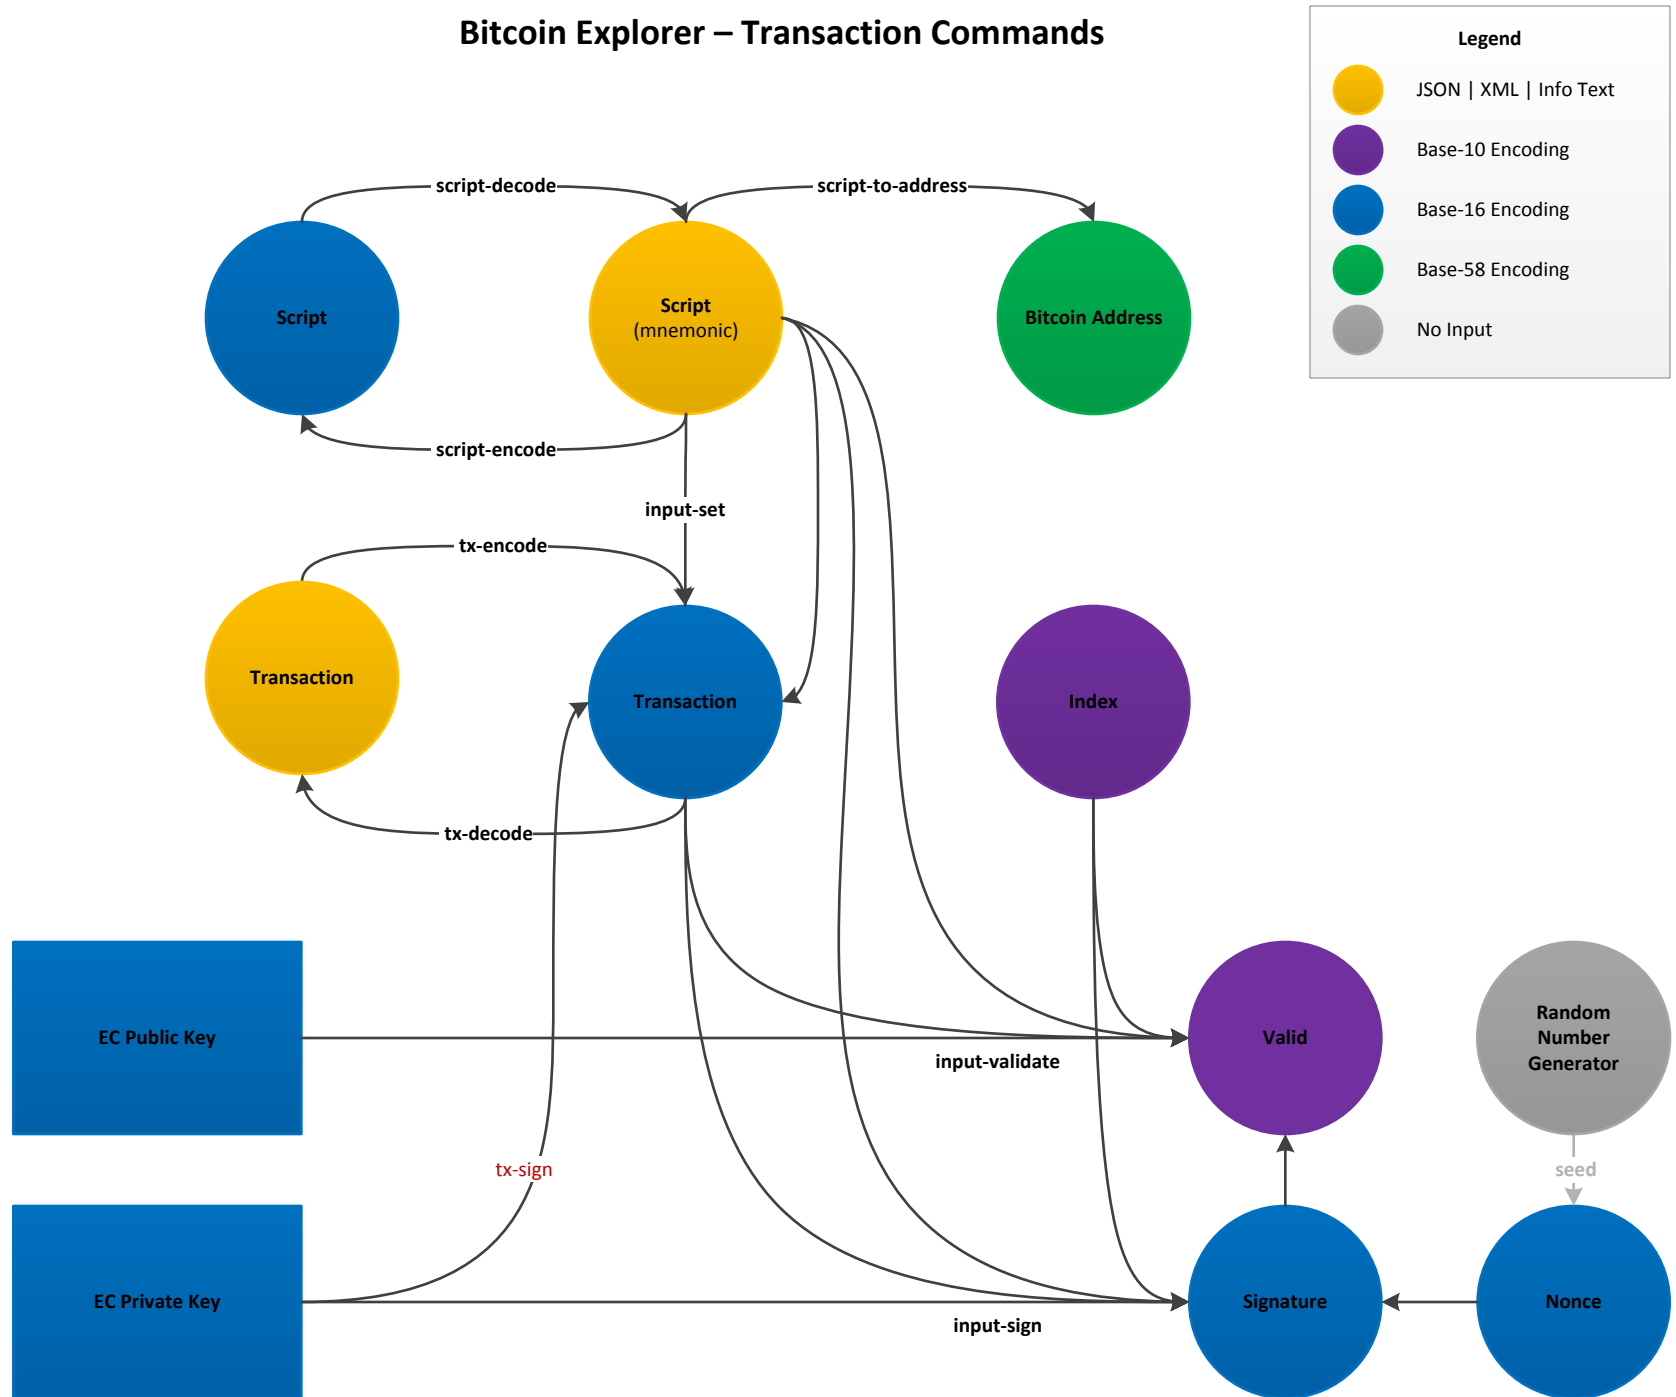 Bitcoin Explorer – Transaction Commands
Legend
JSON | XML | Info Text
Base-10 Encoding
Base-16 Encoding
Base-58 Encoding
No Input
script-decode
script-to-address
Script
Script
(mnemonic)
Bitcoin Address
script-encode
input-set
tx-encode
Transaction
Transaction
Index
tx-decode
EC Public Key
input-validate
Valid
Random
Number
Generator
tx-sign
seed
EC Private Key
input-sign
Signature
Nonce